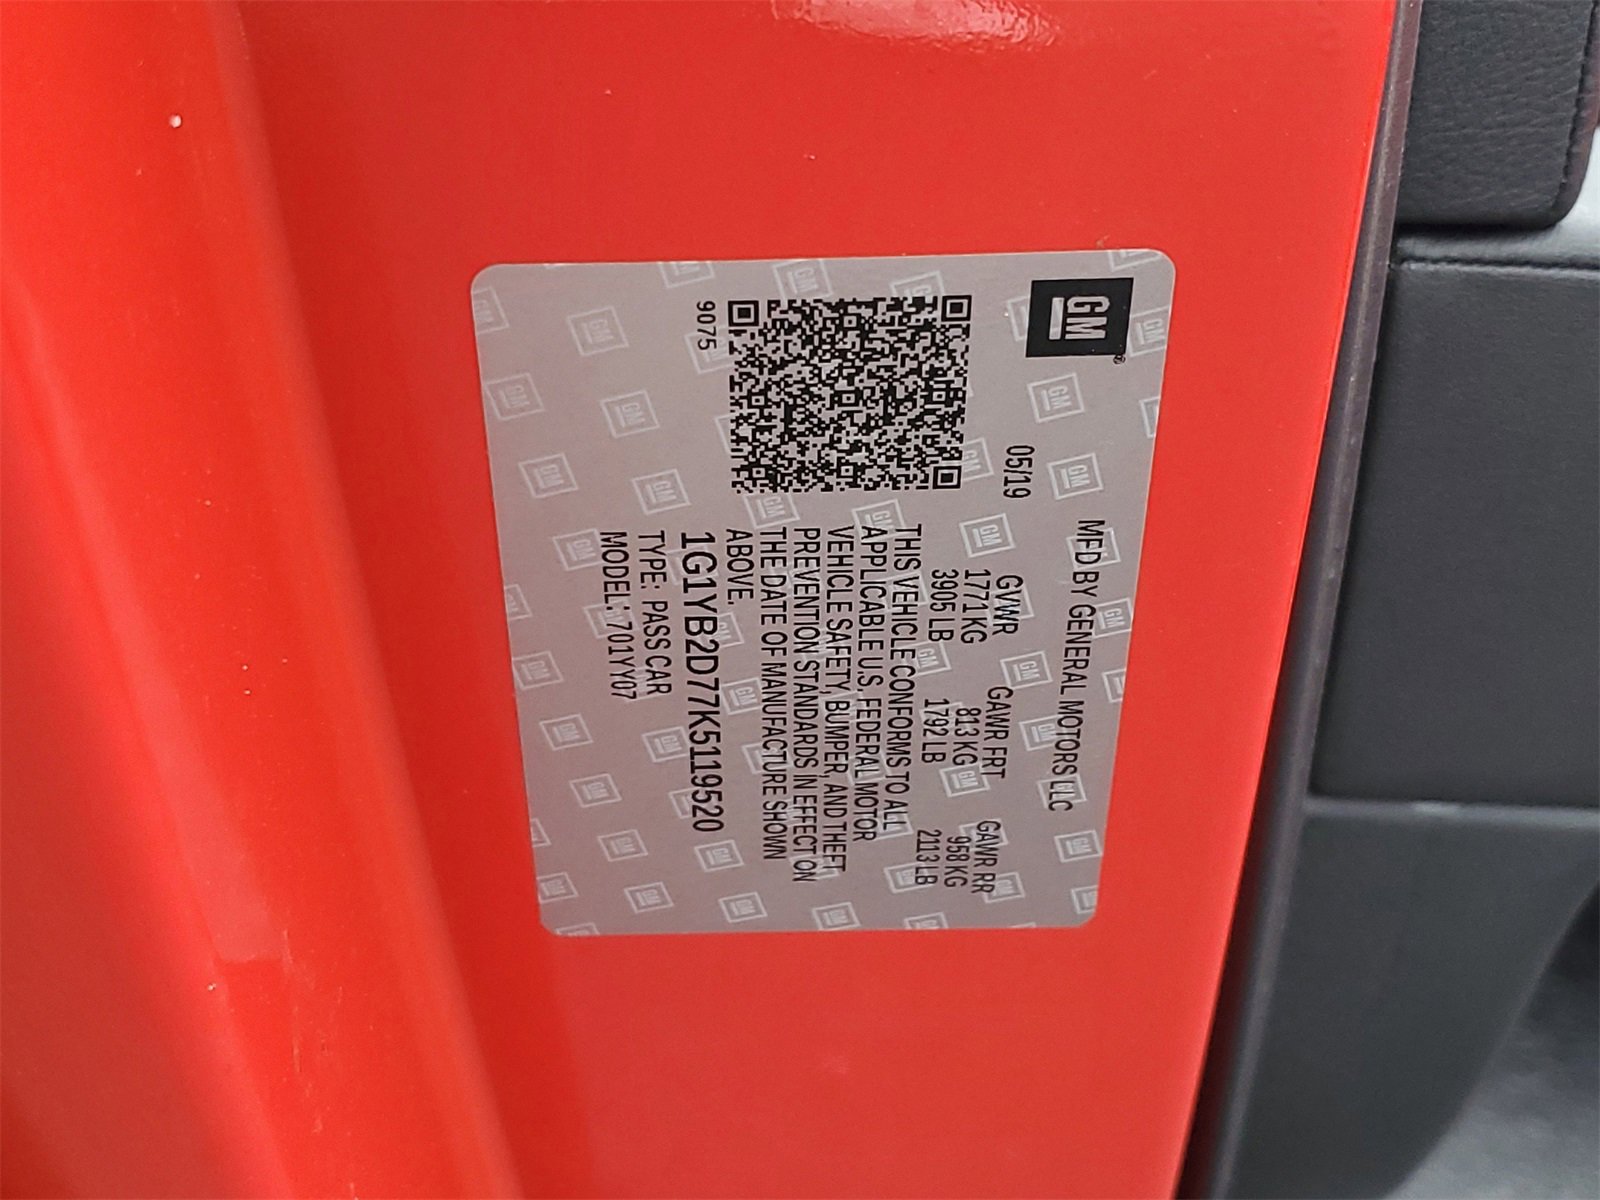 GM
®
MFD BY GENERAL MOTORS LLC
05/19
GVWR GAWR FRT GAWR RR
1771 KG 813 KG 958 KG
3905 LB 1792 LB 2113 LB
THIS VEHICLE CONFORMS TO ALL
APPLICABLE U.S. FEDERAL MOTOR
VEHICLE SAFETY, BUMPER, AND THEFT
PREVENTION STANDARDS IN EFFECT ON
THE DATE OF MANUFACTURE SHOWN
ABOVE.
1G1YB2D77K5119520
TYPE: PASS CAR
MODEL: 701YY07
9075